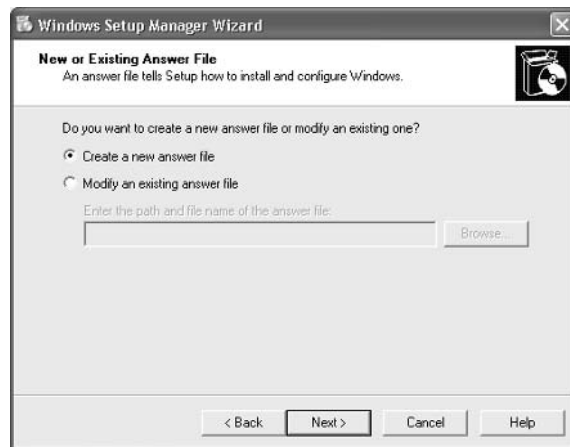 Windows Setup Manager Wizard
New or Existing Answer File
An answer file tells Setup how to install and configure Windows.
Do you want to create a new answer file or modify an existing one?
Create a new answer file
Modify an existing answer file
Enter the path and file name of the answer file:
Browse...
< Back Next > Cancel Help